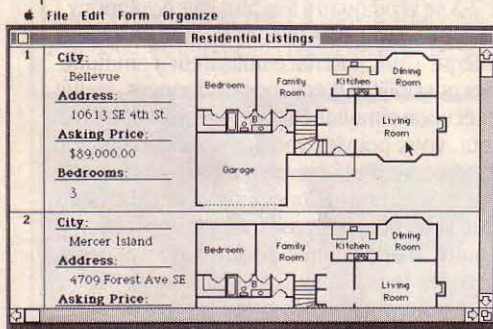 File Edit Form Organize
Residential Listings
1
City:
Bellevue
Address:
10613 SE 4th St.
Asking Price:
$89,000.00
Bedrooms:
3
Bedroom
Family
Room
Kitchen
Dining
Room
Living
Room
Garage
2
City:
Mercer Island
Address:
4709 Forest Ave SE
Asking Price:
Bedroom
Family
Room
Kitchen
Dining
Room
Living
Room